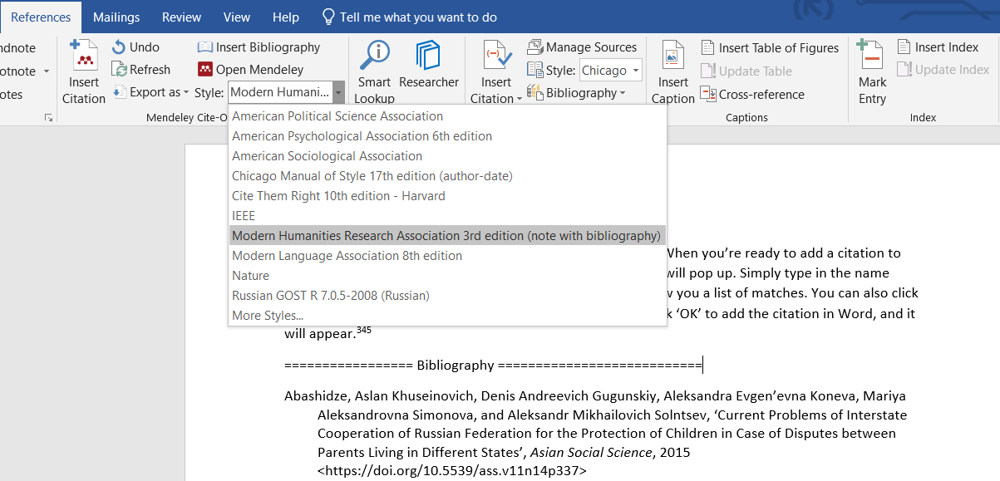 References Mailings Review View Help Tell me what you want to do
ndnote
otnote
otes
Insert Citation
Undo
Refresh
Export as
Insert Bibliography
Open Mendeley
Style: Modern Humani...
Mendeley Cite-O
Smart Lookup
Researcher
Insert Citation
Manage Sources
Style: Chicago
Bibliography
Insert Caption
Insert Table of Figures
Update Table
Cross-reference
Captions
Mark Entry
Insert Index
Update Index
Index
American Political Science Association
American Psychological Association 6th edition
American Sociological Association
Chicago Manual of Style 17th edition (author-date)
Cite Them Right 10th edition - Harvard
IEEE
Modern Humanities Research Association 3rd edition (note with bibliography)
Modern Language Association 8th edition
Nature
Russian GOST R 7.0.5-2008 (Russian)
More Styles...
When you’re ready to add a citation to
will pop up. Simply type in the name
w you a list of matches. You can also click
k ‘OK’ to add the citation in Word, and it
will appear.345
================= Bibliography ===========================
Abashidze, Aslan Khuseinovich, Denis Andreevich Gugunskiy, Aleksandra Evgen’evna Koneva, Mariya
Aleksandrovna Simonova, and Aleksandr Mikhailovich Solntsev, ‘Current Problems of Interstate
Cooperation of Russian Federation for the Protection of Children in Case of Disputes between
Parents Living in Different States’, Asian Social Science, 2015
<https://doi.org/10.5539/ass.v11n14p337>